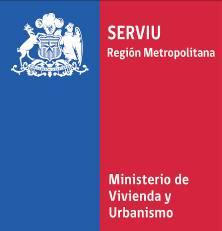 SERVIU
Región Metropolitana
Ministerio de
Vivienda y
Urbanismo